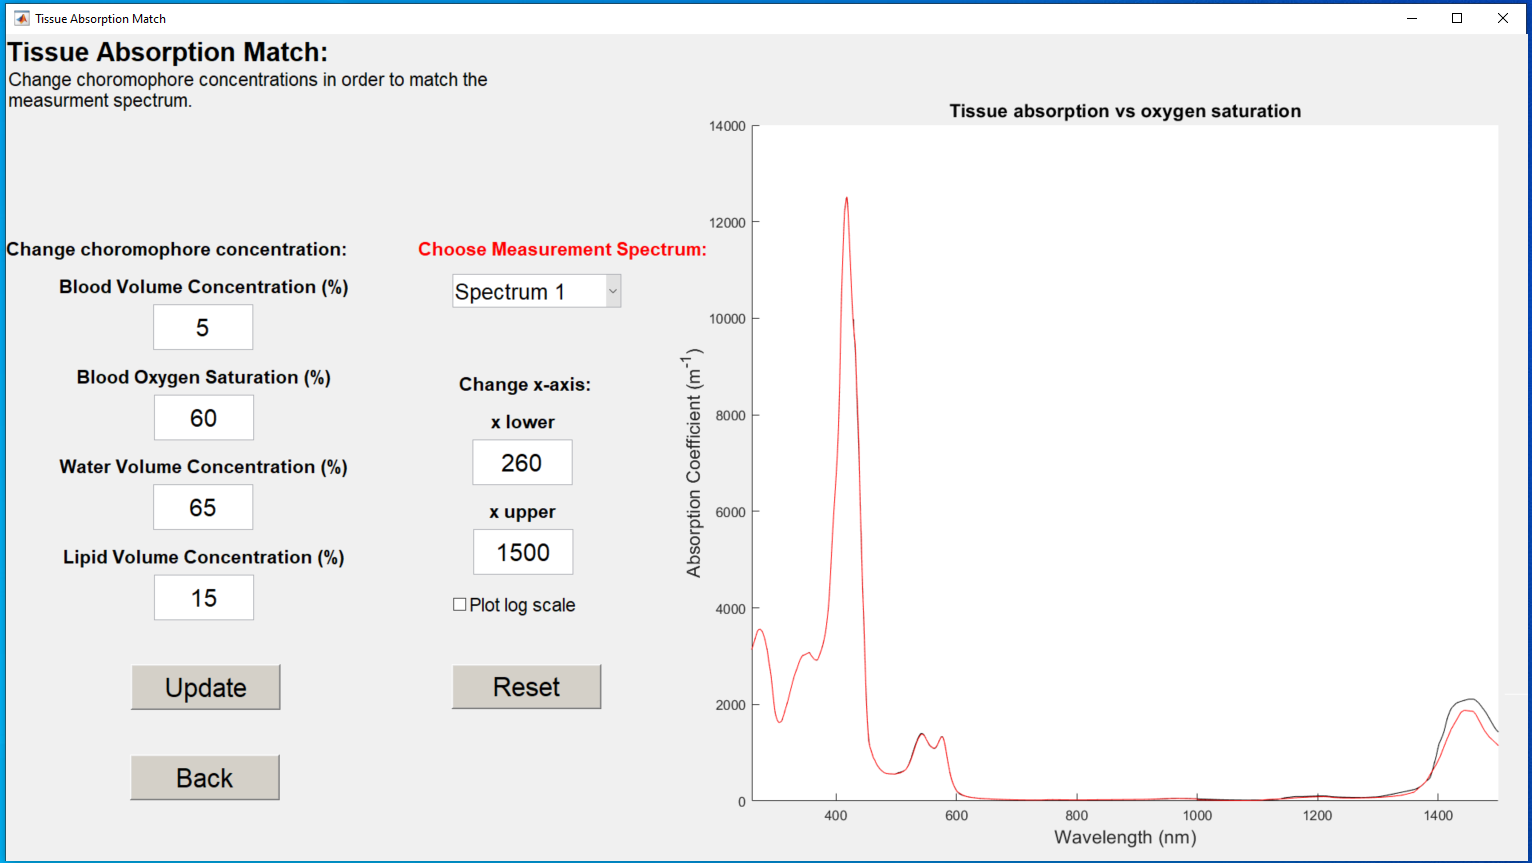 Tissue Absorption Match
Tissue Absorption Match:
Change choromophore concentrations in order to match the
measurment spectrum.
Change choromophore concentration:
Blood Volume Concentration (%)
5
Blood Oxygen Saturation (%)
60
Water Volume Concentration (%)
65
Lipid Volume Concentration (%)
15
Update
Back
Choose Measurement Spectrum:
Spectrum 1
Change x-axis:
x lower
260
x upper
1500
Plot log scale
Reset
Tissue absorption vs oxygen saturation
Absorption Coefficient (m⁻¹)
14000
12000
10000
8000
6000
4000
2000
0
400 600 800 1000 1200 1400
Wavelength (nm)